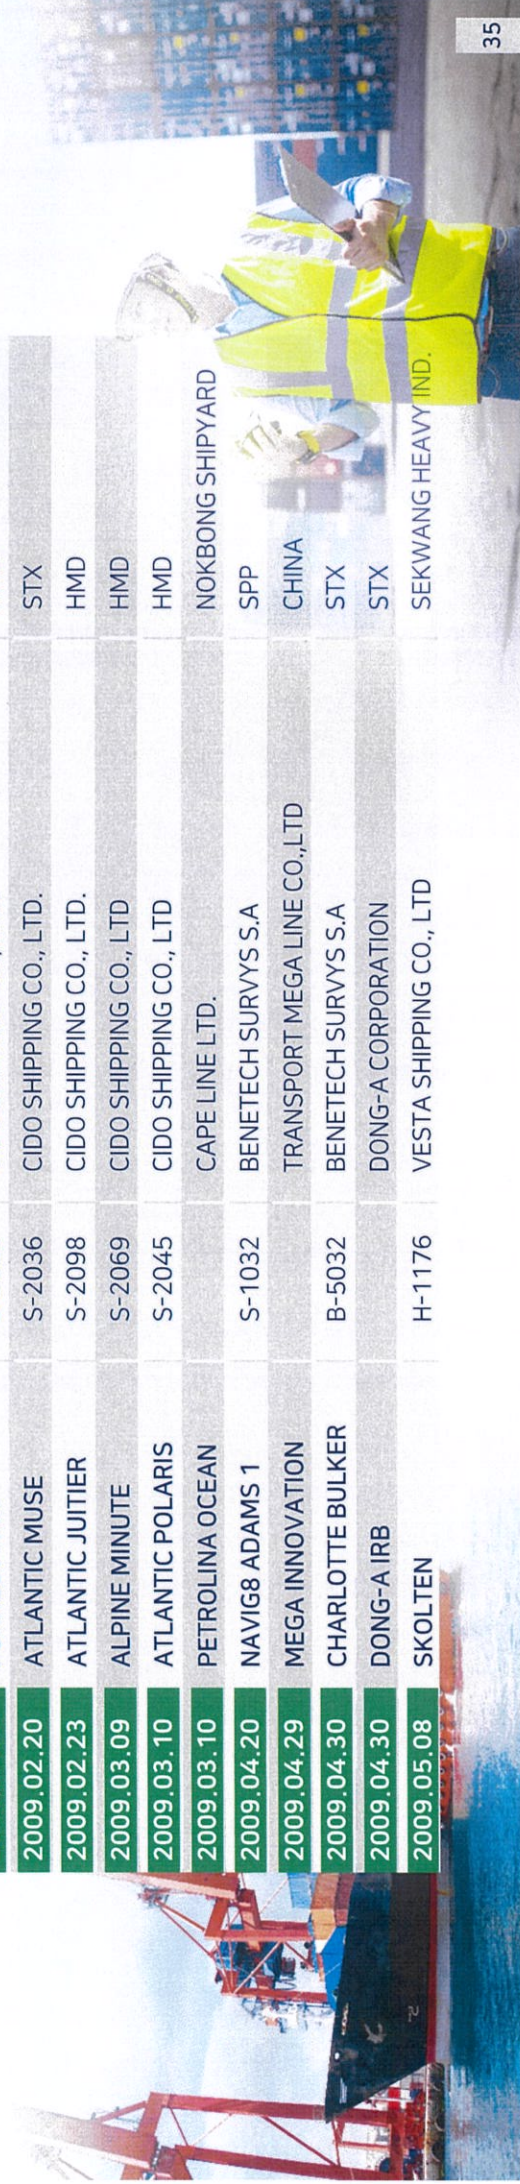 2009.02.20 ATLANTIC MUSE S-2036 CIDO SHIPPING CO., LTD. STX
2009.02.23 ATLANTIC JUITIER S-2098 CIDO SHIPPING CO., LTD. HMD
2009.03.09 ALPINE MINUTE S-2069 CIDO SHIPPING CO., LTD HMD
2009.03.10 ATLANTIC POLARIS S-2045 CIDO SHIPPING CO., LTD HMD
2009.03.10 PETROLINA OCEAN CAPE LINE LTD. NOKBONG SHIPYARD
2009.04.20 NAVIG8 ADAMS 1 S-1032 BENETECH SURVYS S.A SPP
2009.04.29 MEGA INNOVATION TRANSPORT MEGA LINE CO.,LTD CHINA
2009.04.30 CHARLOTTE BULKER B-5032 BENETECH SURVYS S.A STX
2009.04.30 DONG-A IRB DONG-A CORPORATION STX
2009.05.08 SKOLTEN H-1176 VESTA SHIPPING CO., LTD SEKWANG HEAVY IND.
35